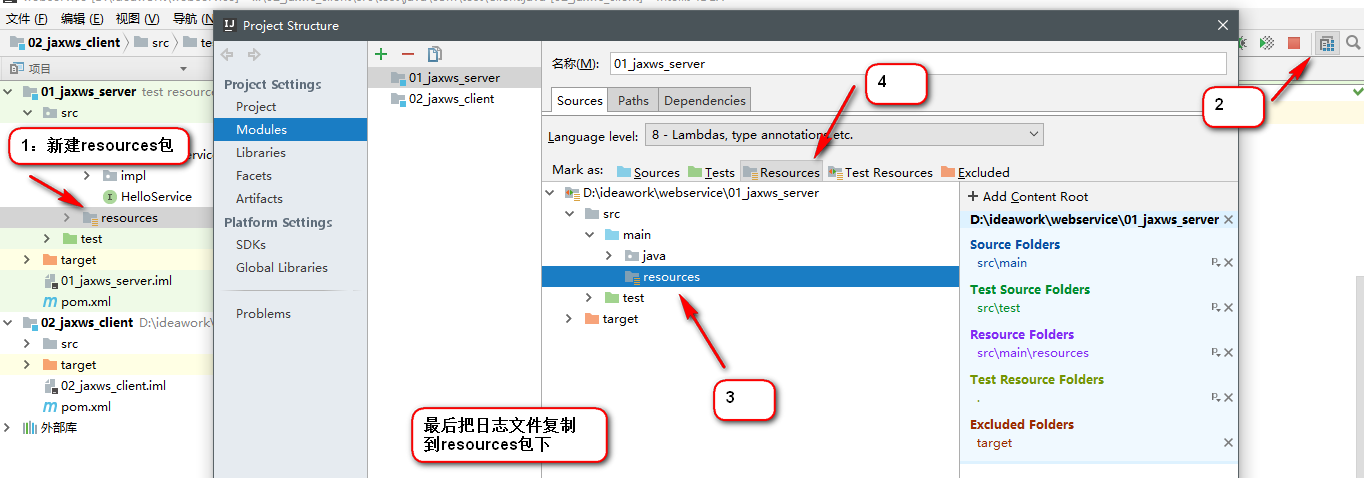 文件 (F) 编辑 (E) 视图 (V) 导航 (N)
02_jaxws_client src te
项目
01_jaxws_server test resourc
src
1：新建resources包
impl
HelloService
resources
test
target
01_jaxws_server.iml
pom.xml
02_jaxws_client D:\ideawork\
src
target
02_jaxws_client.iml
pom.xml
外部库
Project Structure
Project Settings
Project
Modules
Libraries
Facets
Artifacts
Platform Settings
SDKs
Global Libraries
Problems
01_jaxws_server
02_jaxws_client
名称(M): 01_jaxws_server
Sources Paths Dependencies
Language level: 8 - Lambdas, type annotations etc.
Mark as: Sources Tests Resources Test Resources Excluded
D:\ideawork\webservice\01_jaxws_server
src
main
java
resources
test
target
+ Add Content Root
D:\ideawork\webservice\01_jaxws_server
Source Folders
src\main
Test Source Folders
src\test
Resource Folders
src\main\resources
Test Resource Folders
.
Excluded Folders
target
4
2
3
最后把日志文件复制
到resources包下